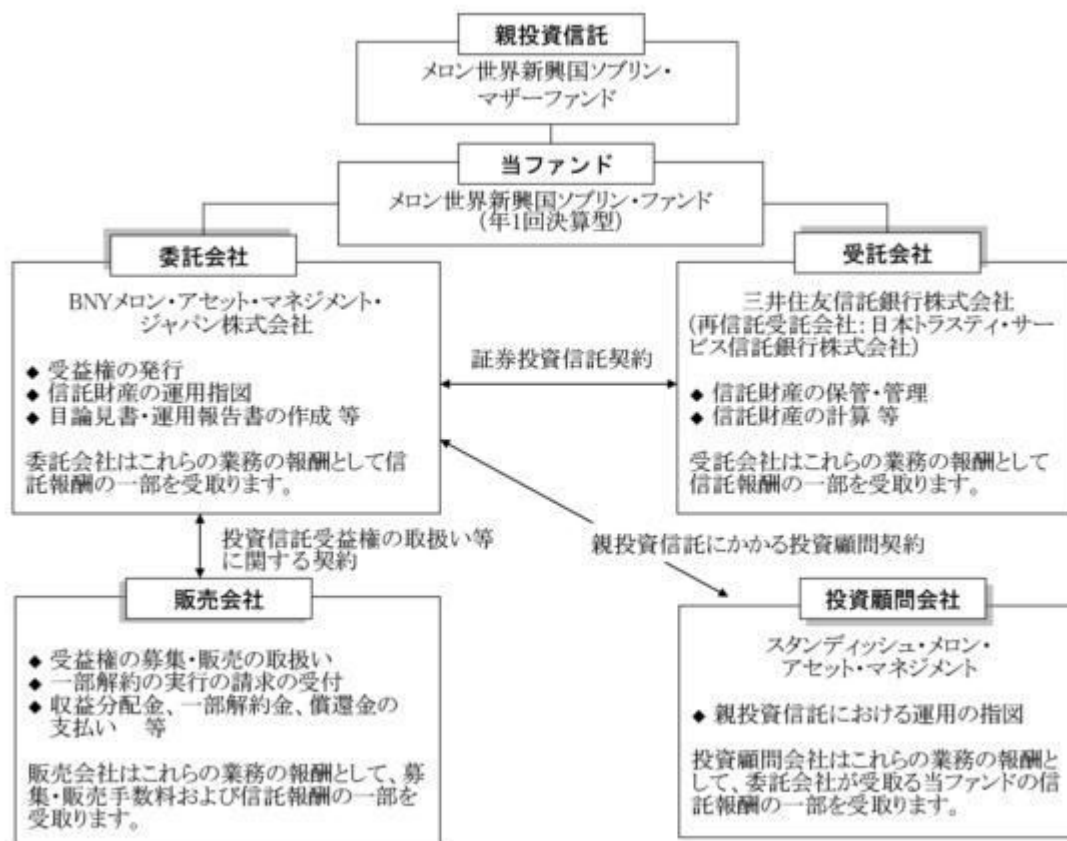 親投資信託
メロン世界新興国ソブリン・
マザーファンド
当ファンド
メロン世界新興国ソブリン・ファンド
(年1回決算型)
委託会社
BNYメロン・アセット・マネジメント・
ジャパン株式会社
◆ 受益権の発行
◆ 信託財産の運用指図
◆ 目論見書・運用報告書の作成 等
委託会社はこれらの業務の報酬として信
託報酬の一部を受取ります。
証券投資信託契約
受託会社
三井住友信託銀行株式会社
(再信託受託会社:日本トラスティ・サー
ビス信託銀行株式会社)
◆ 信託財産の保管・管理
◆ 信託財産の計算 等
受託会社はこれらの業務の報酬として
信託報酬の一部を受取ります。
投資信託受益権の取扱い等
に関する契約
親投資信託にかかる投資顧問契約
販売会社
◆ 受益権の募集・販売の取扱い
◆ 一部解約の実行の請求の受付
◆ 収益分配金、一部解約金、償還金の
支払い 等
販売会社はこれらの業務の報酬として、募
集・販売手数料および信託報酬の一部を
受取ります。
投資顧問会社
スタンディッシュ・メロン・
アセット・マネジメント
◆ 親投資信託における運用の指図
投資顧問会社はこれらの業務の報酬と
して、委託会社が受取る当ファンドの信
託報酬の一部を受取ります。